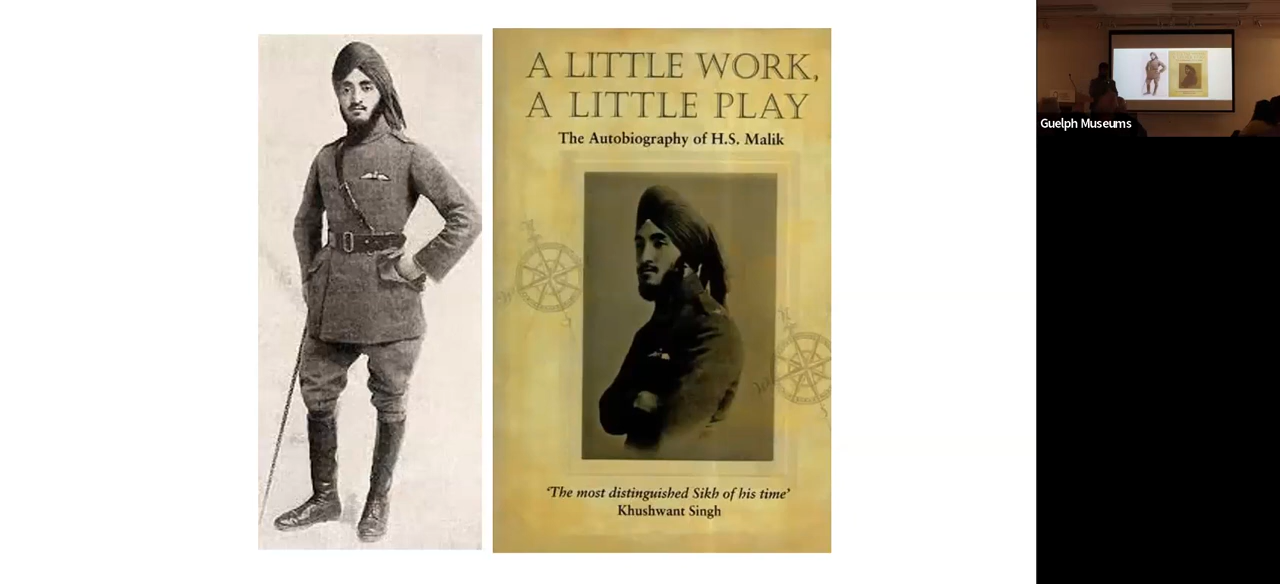 A LITTLE WORK,
A LITTLE PLAY
The Autobiography of H.S. Malik
'The most distinguished Sikh of his time'
Khushwant Singh
Guelph Museums